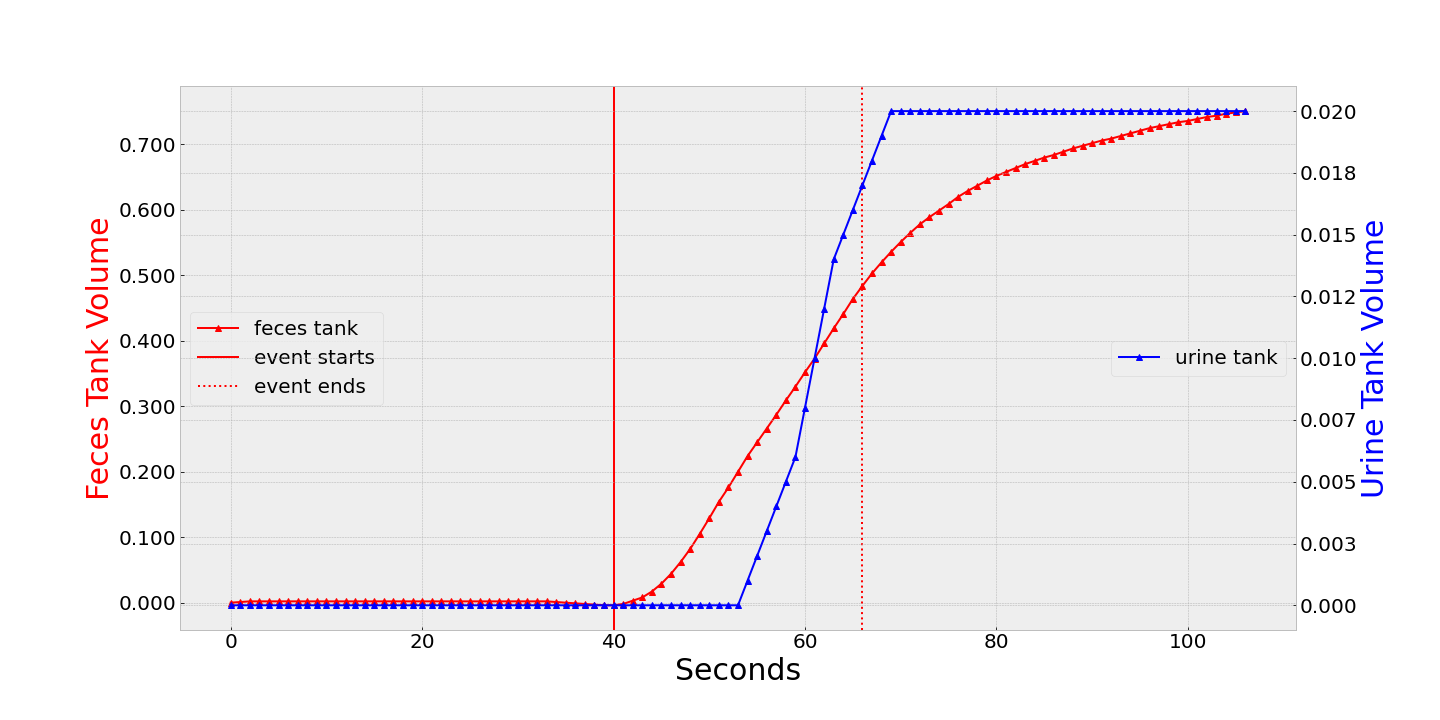 Feces Tank Volume
0.700
0.600
0.500
0.400
0.300
0.200
0.100
0.000
feces tank
event starts
event ends
urine tank
0.020
0.018
0.015
0.012
0.010
0.007
0.005
0.003
0.000
Urine Tank Volume
0 20 40 60 80 100
Seconds